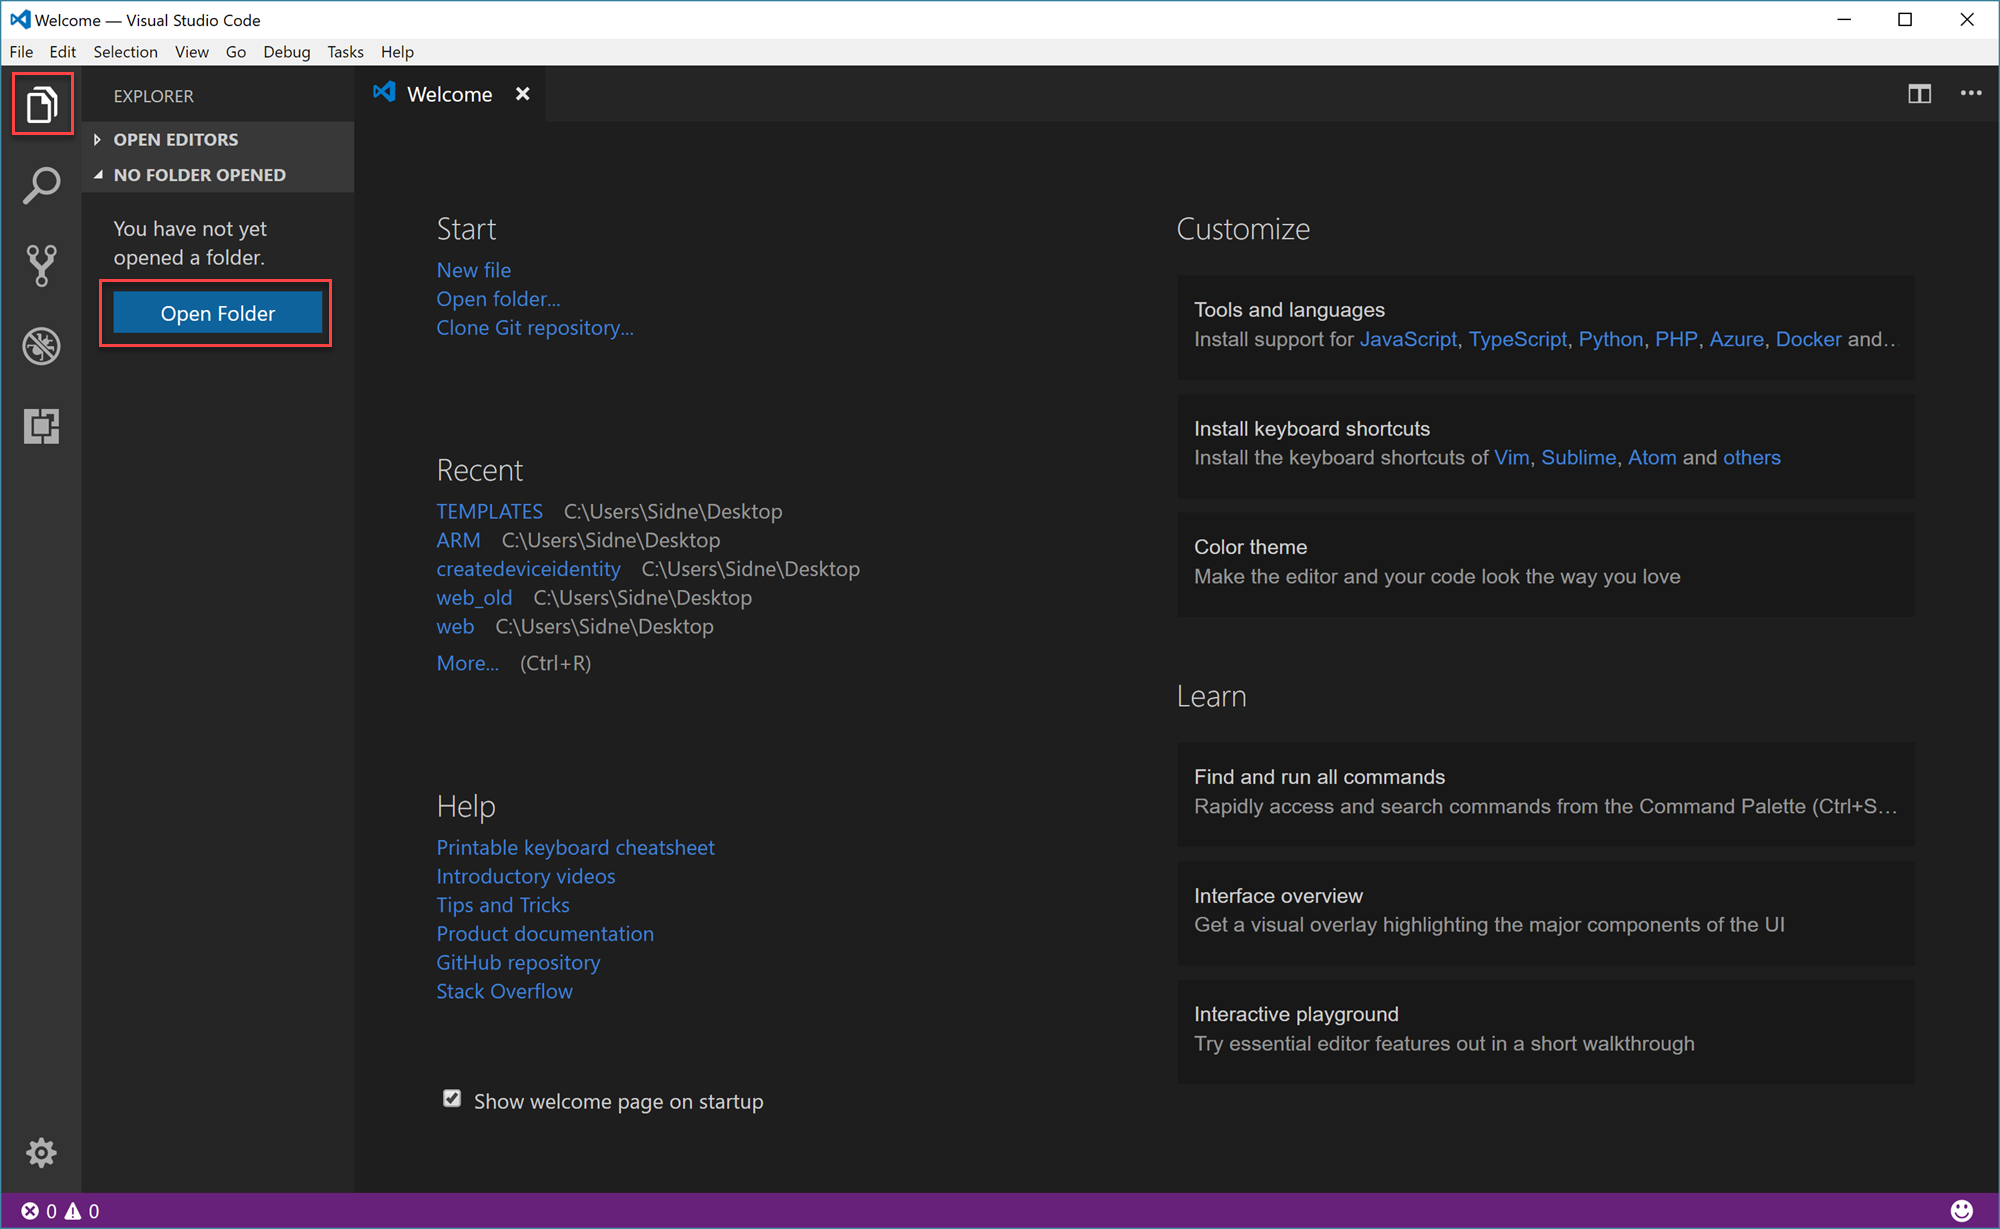 Welcome — Visual Studio Code
File Edit Selection View Go Debug Tasks Help
EXPLORER
OPEN EDITORS
NO FOLDER OPENED
You have not yet
opened a folder.
Open Folder
Welcome
Start
New file
Open folder...
Clone Git repository...
Recent
TEMPLATES C:\Users\Sidne\Desktop
ARM C:\Users\Sidne\Desktop
createdeviceidentity C:\Users\Sidne\Desktop
web_old C:\Users\Sidne\Desktop
web C:\Users\Sidne\Desktop
More... (Ctrl+R)
Help
Printable keyboard cheatsheet
Introductory videos
Tips and Tricks
Product documentation
GitHub repository
Stack Overflow
Show welcome page on startup
Customize
Tools and languages
Install support for JavaScript, TypeScript, Python, PHP, Azure, Docker and...
Install keyboard shortcuts
Install the keyboard shortcuts of Vim, Sublime, Atom and others
Color theme
Make the editor and your code look the way you love
Learn
Find and run all commands
Rapidly access and search commands from the Command Palette (Ctrl+S...
Interface overview
Get a visual overlay highlighting the major components of the UI
Interactive playground
Try essential editor features out in a short walkthrough
0 0